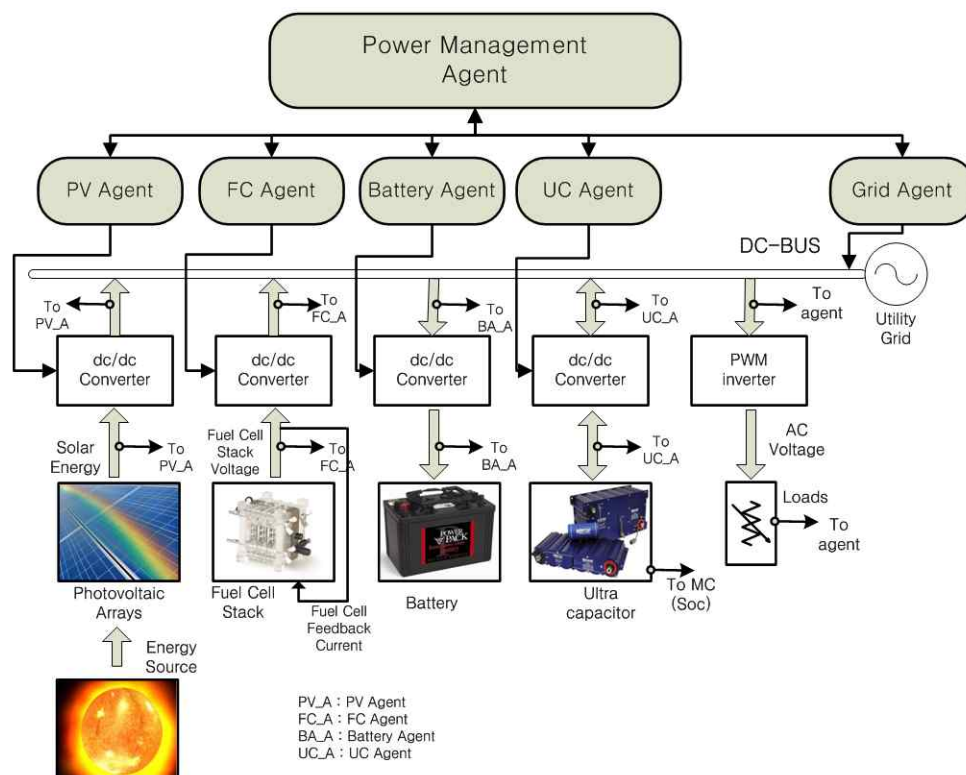 Power Management
Agent
PV Agent
FC Agent
Battery Agent
UC Agent
Grid Agent
DC-BUS
To
PV_A
To
FC_A
To
BA_A
To
UC_A
To
agent
Utility
Grid
dc/dc
Converter
dc/dc
Converter
dc/dc
Converter
dc/dc
Converter
PWM
inverter
Solar
Energy
To
PV_A
Fuel Cell
Stack
Voltage
To
FC_A
To
BA_A
To
UC_A
AC
Voltage
POWER
PACK
Loads
To
agent
Photovoltaic
Arrays
Fuel Cell
Stack
Fuel Cell
Feedback
Current
Battery
Ultra
capacitor
To MC
(Soc)
Energy
Source
PV_A : PV Agent
FC_A : FC Agent
BA_A : Battery Agent
UC_A : UC Agent